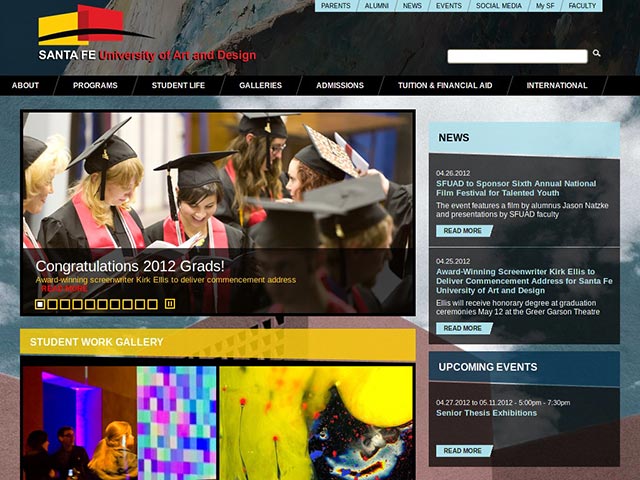 PARENTS ALUMNI NEWS EVENTS SOCIAL MEDIA My SF FACULTY
SANTA FE University of Art and Design
ABOUT PROGRAMS STUDENT LIFE GALLERIES ADMISSIONS TUITION & FINANCIAL AID INTERNATIONAL
Congratulations 2012 Grads!
Award-winning screenwriter Kirk Ellis to deliver commencement address
READ MORE
STUDENT WORK GALLERY
NEWS
04.26.2012
SFUAD to Sponsor Sixth Annual National
Film Festival for Talented Youth
The event features a film by alumnus Jason Natzke
and presentations by SFUAD faculty
READ MORE
04.25.2012
Award-Winning Screenwriter Kirk Ellis to
Deliver Commencement Address for Santa Fe
University of Art and Design
Ellis will receive honorary degree at graduation
ceremonies May 12 at the Greer Garson Theatre
READ MORE
UPCOMING EVENTS
04.27.2012 to 05.11.2012 - 5:00pm - 7:30pm
Senior Thesis Exhibitions
READ MORE